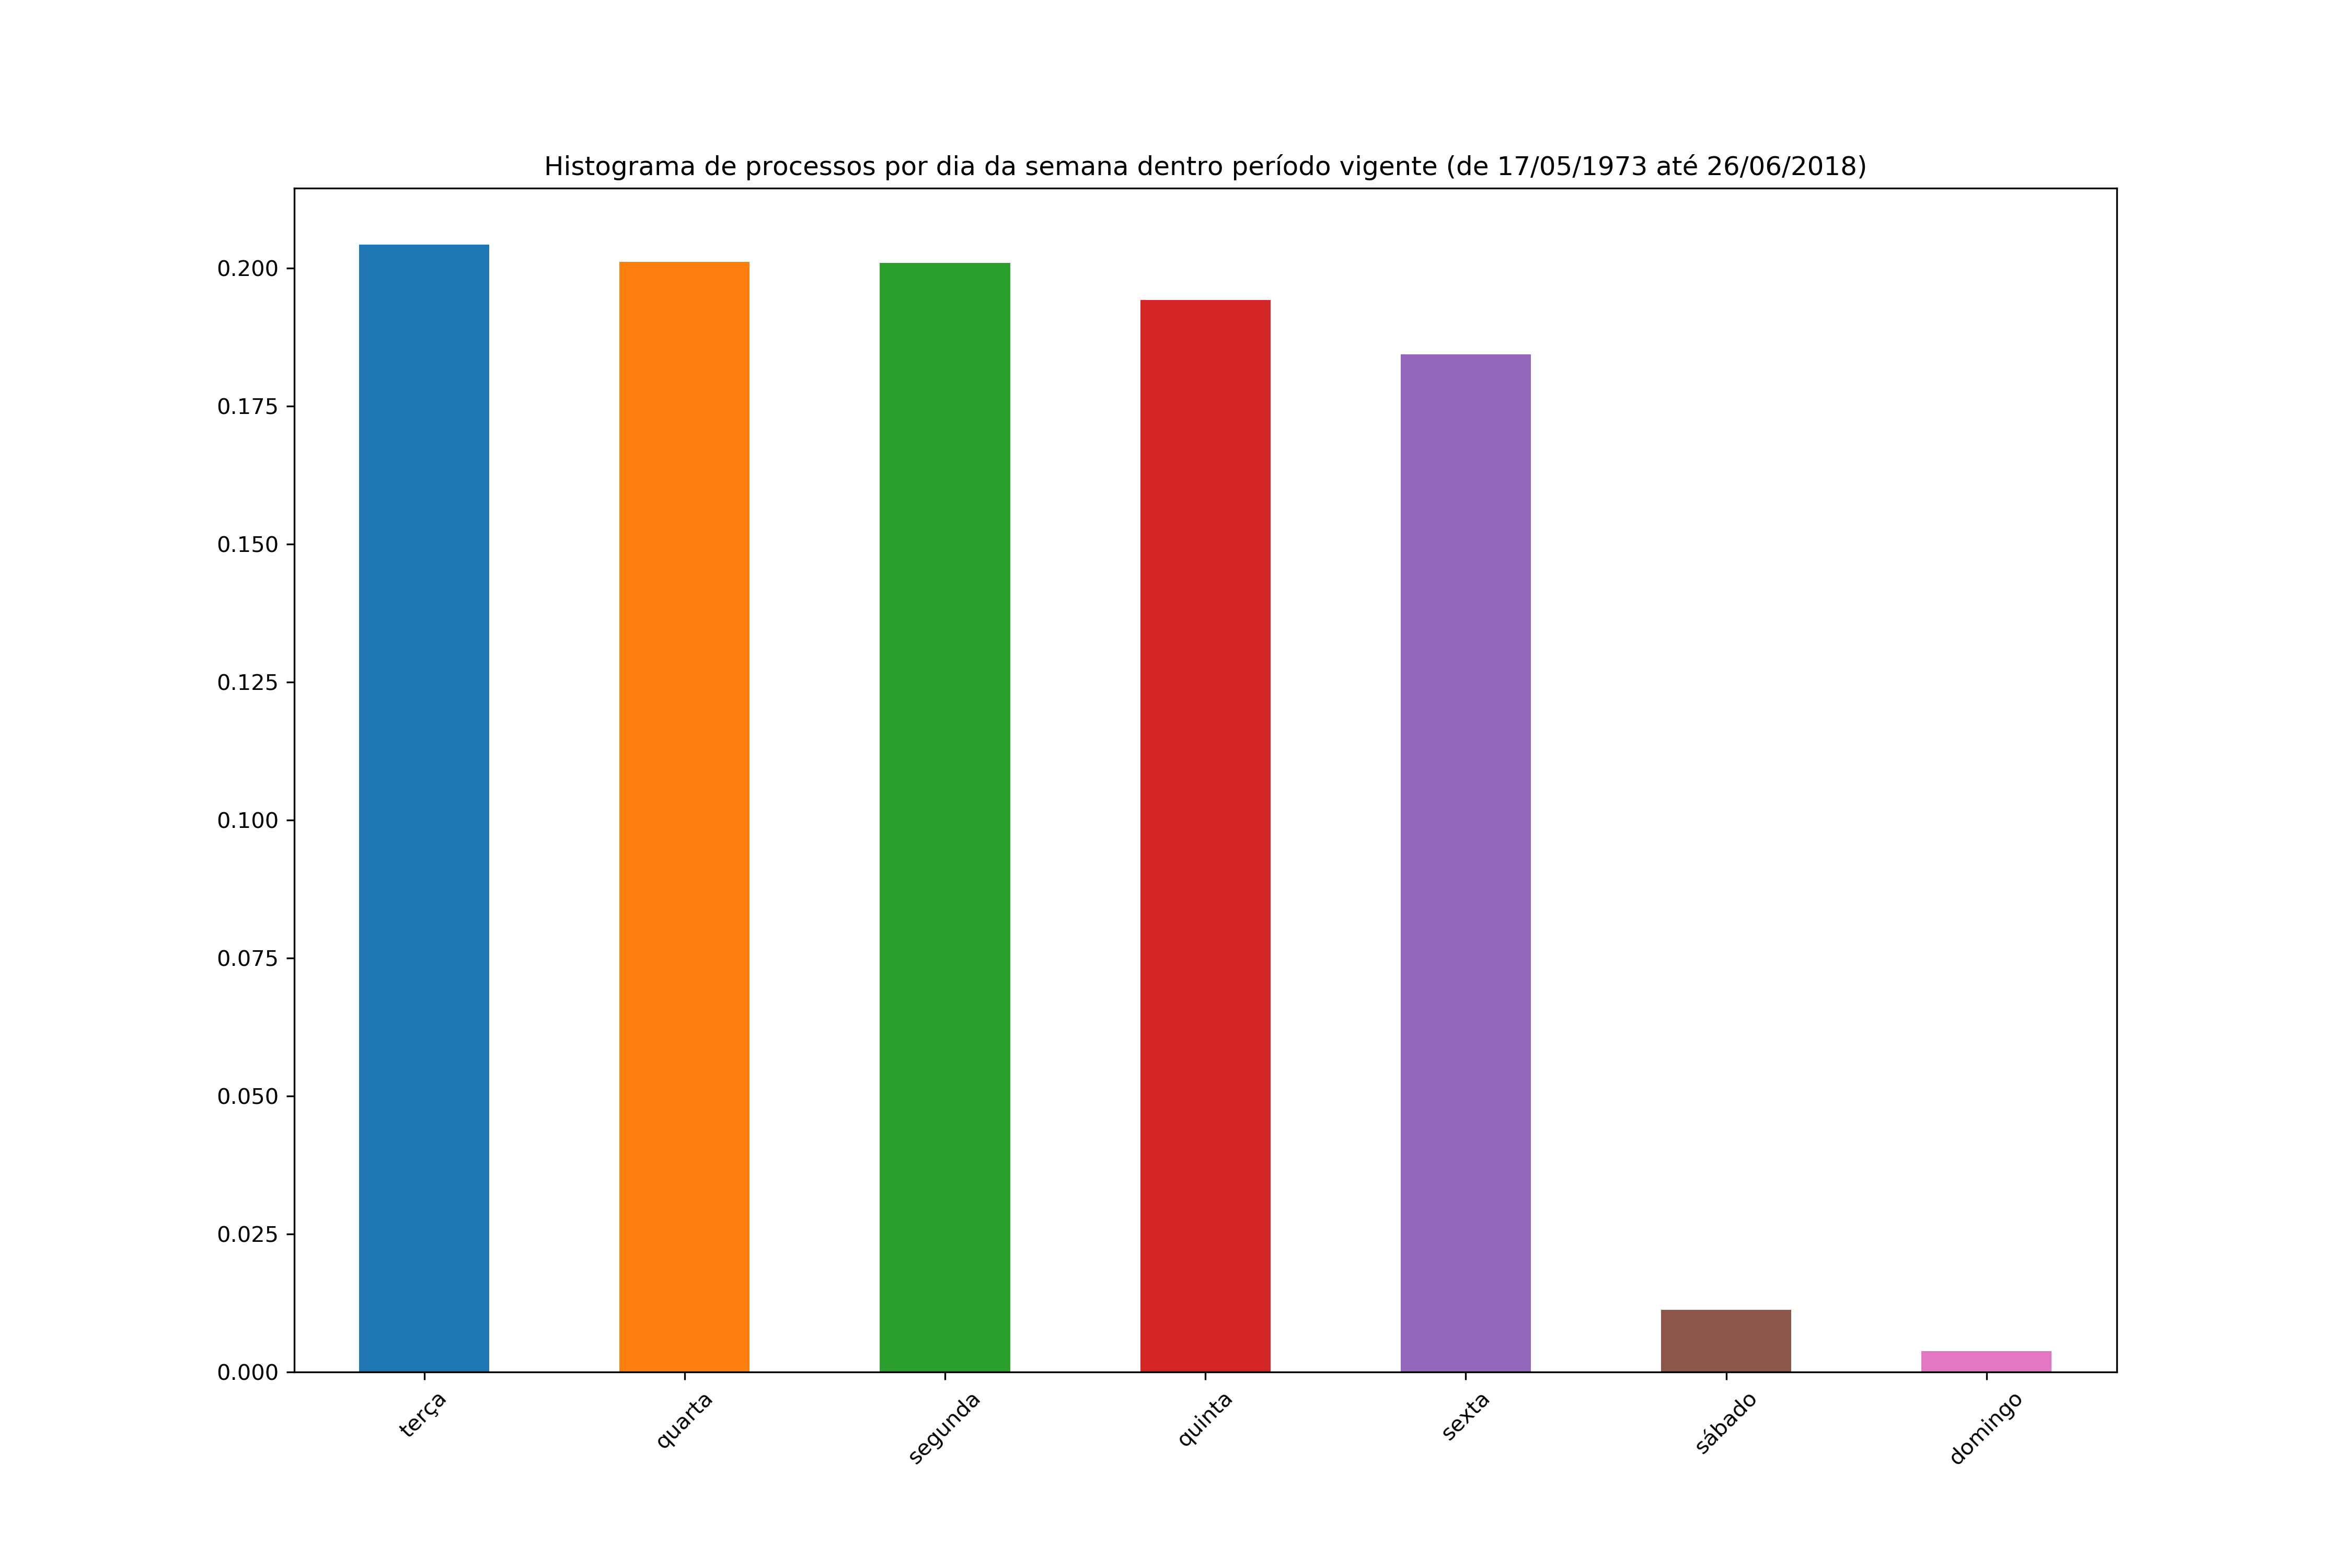 Histograma de processos por dia da semana dentro período vigente (de 17/05/1973 até 26/06/2018)
0.200
0.175
0.150
0.125
0.100
0.075
0.050
0.025
0.000
terça
quarta
segunda
quinta
sexta
sábado
domingo